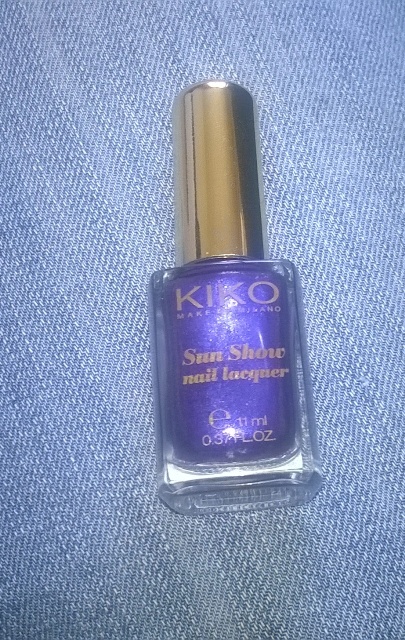 KIKO
MAKE UP MILANO
Sun Show
nail lacquer
e 11 ml
0.37 FL.OZ.